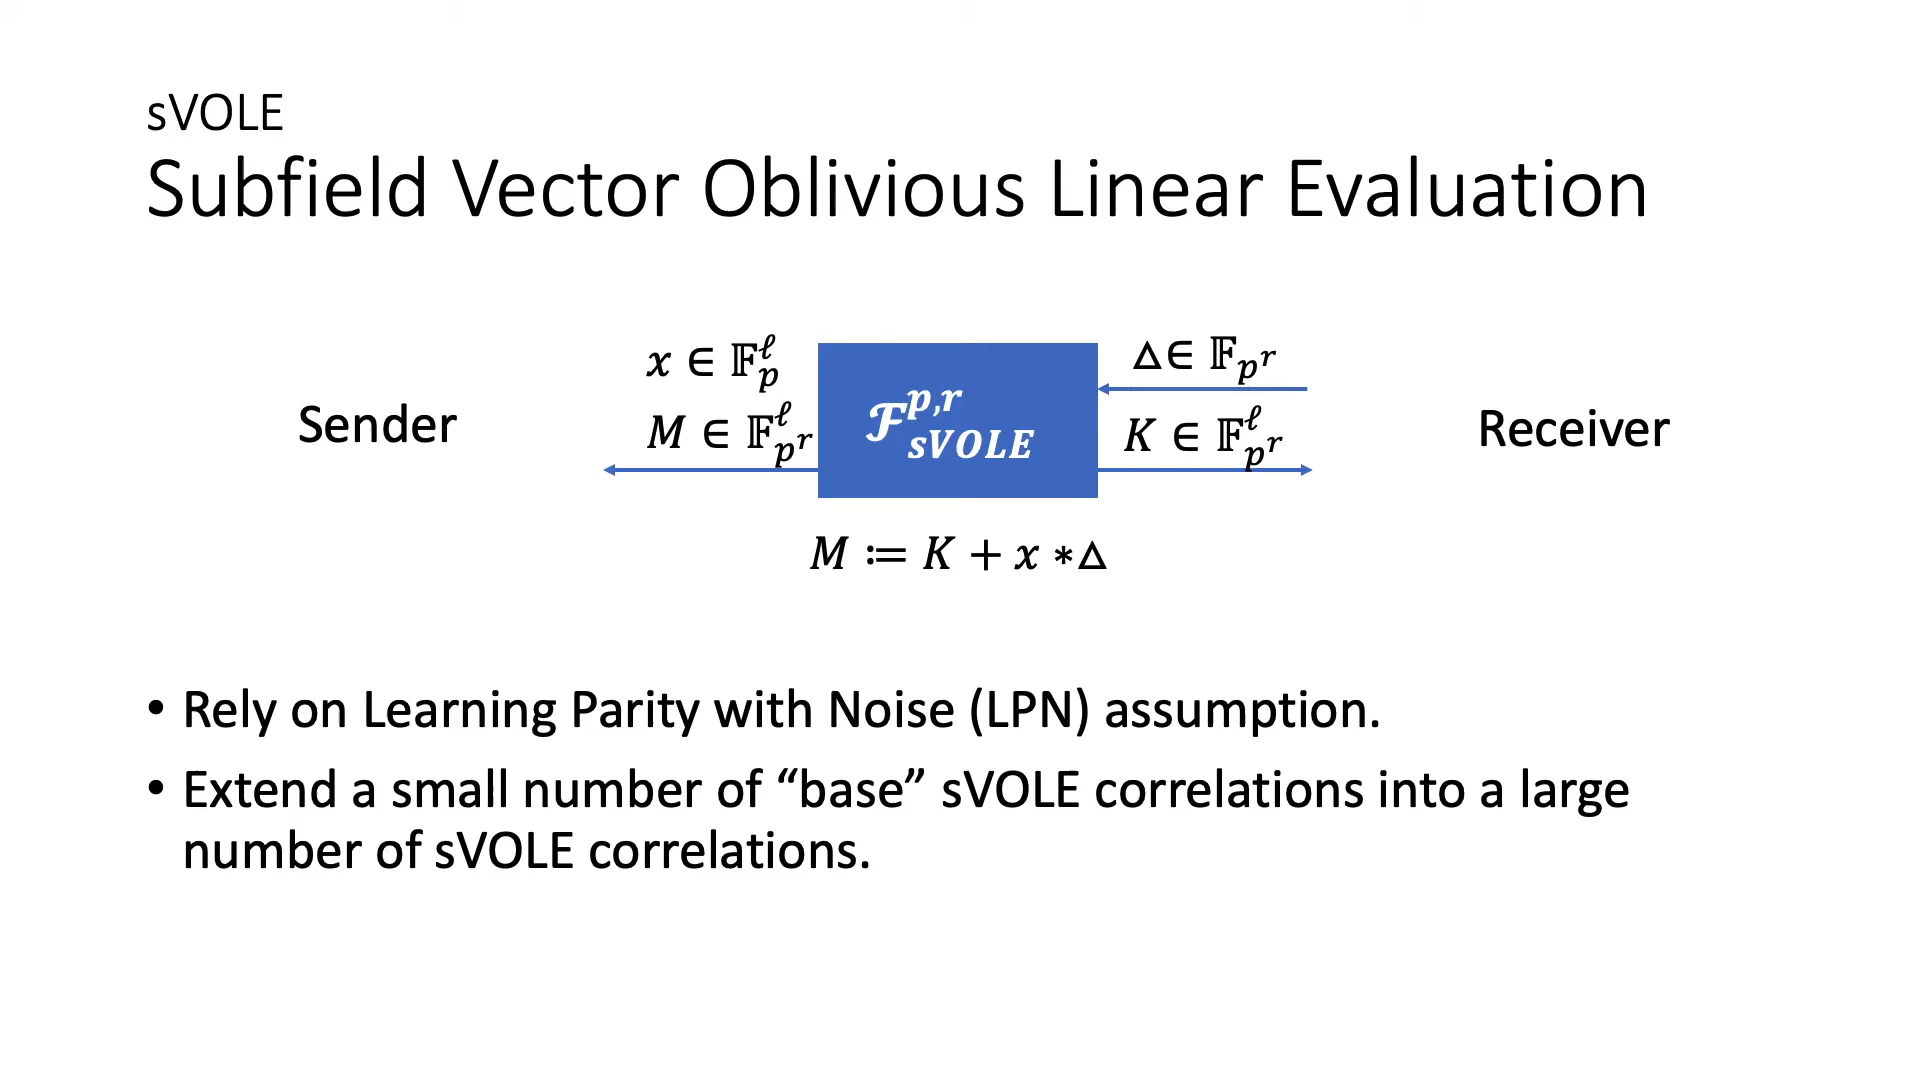 sVOLE
Subfield Vector Oblivious Linear Evaluation
Sender
𝑥 ∈ 𝔽_p^ℓ
𝑀 ∈ 𝔽_{p^r}^ℓ
ℱ_{sVOLE}^{p,r}
△∈ 𝔽_{p^r}
𝐾 ∈ 𝔽_{p^r}^ℓ
Receiver
𝑀 ≔ 𝐾 + 𝑥 ∗△
• Rely on Learning Parity with Noise (LPN) assumption.
• Extend a small number of “base” sVOLE correlations into a large
number of sVOLE correlations.